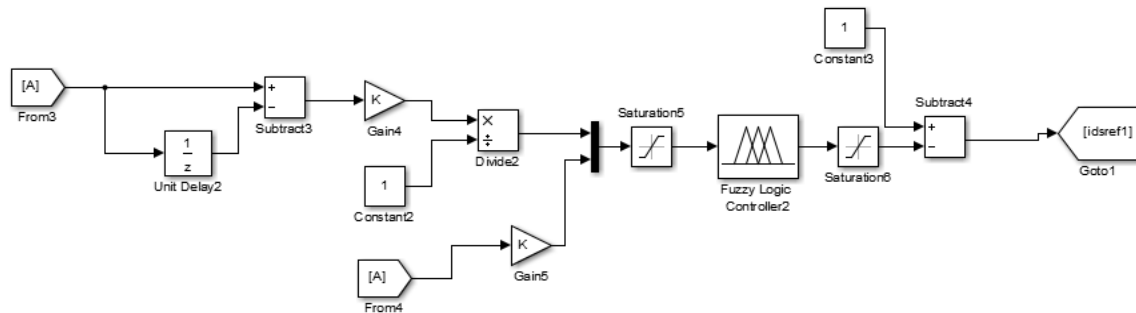 [A]
From3
1
z
Unit Delay2
+
−
Subtract3
K
Gain4
1
Constant2
×
÷
Divide2
[A]
From4
K
Gain5
Saturation5
Fuzzy Logic
Controller2
Saturation6
1
Constant3
Subtract4
+
−
[idsref1]
Goto1